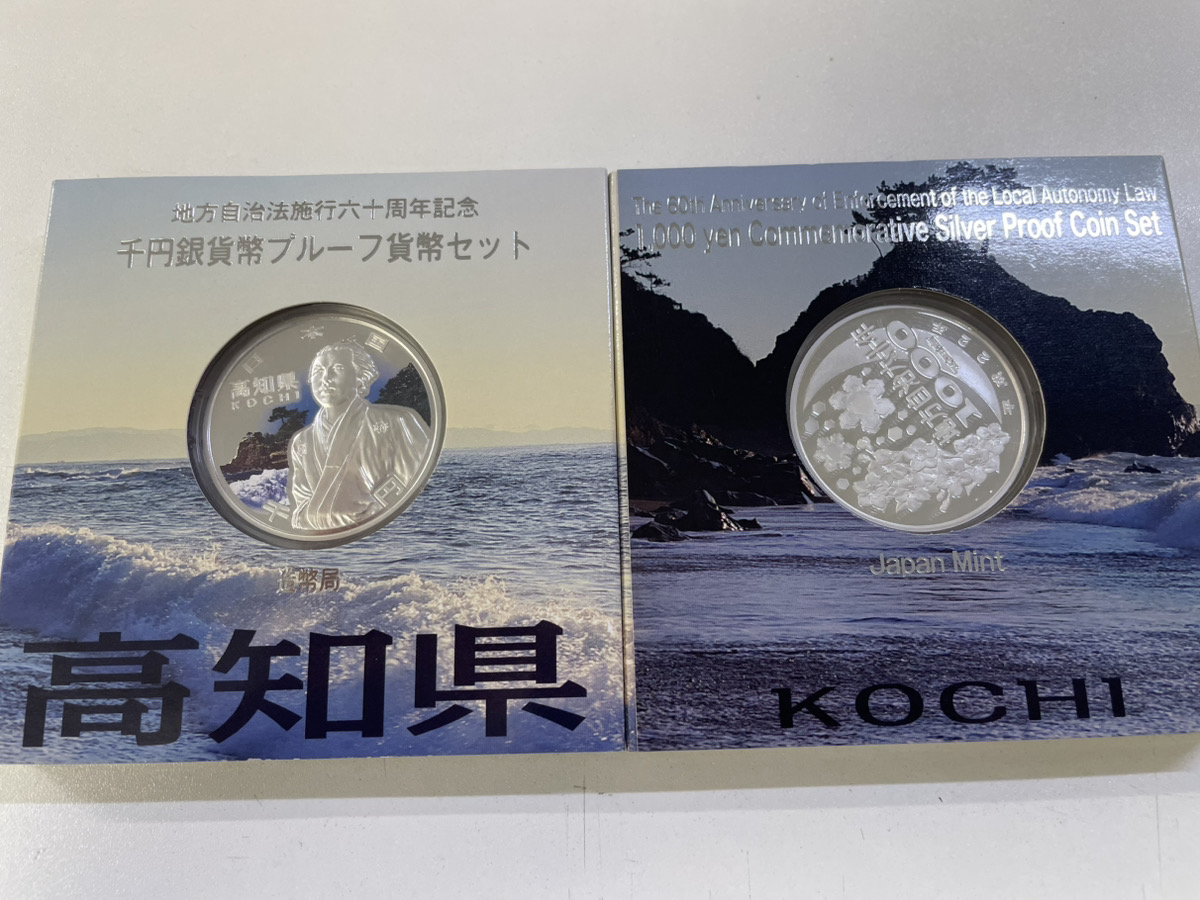 地方自治法施行六十周年記念
千円銀貨幣プルーフ貨幣セット
日本国
高知県
KOCHI
千円
貨幣局
高知県
The 60th Anniversary of Enforcement of the Local Autonomy Law
1,000 yen Commemorative Silver Proof Coin Set
1000
Japan Mint
KOCHI